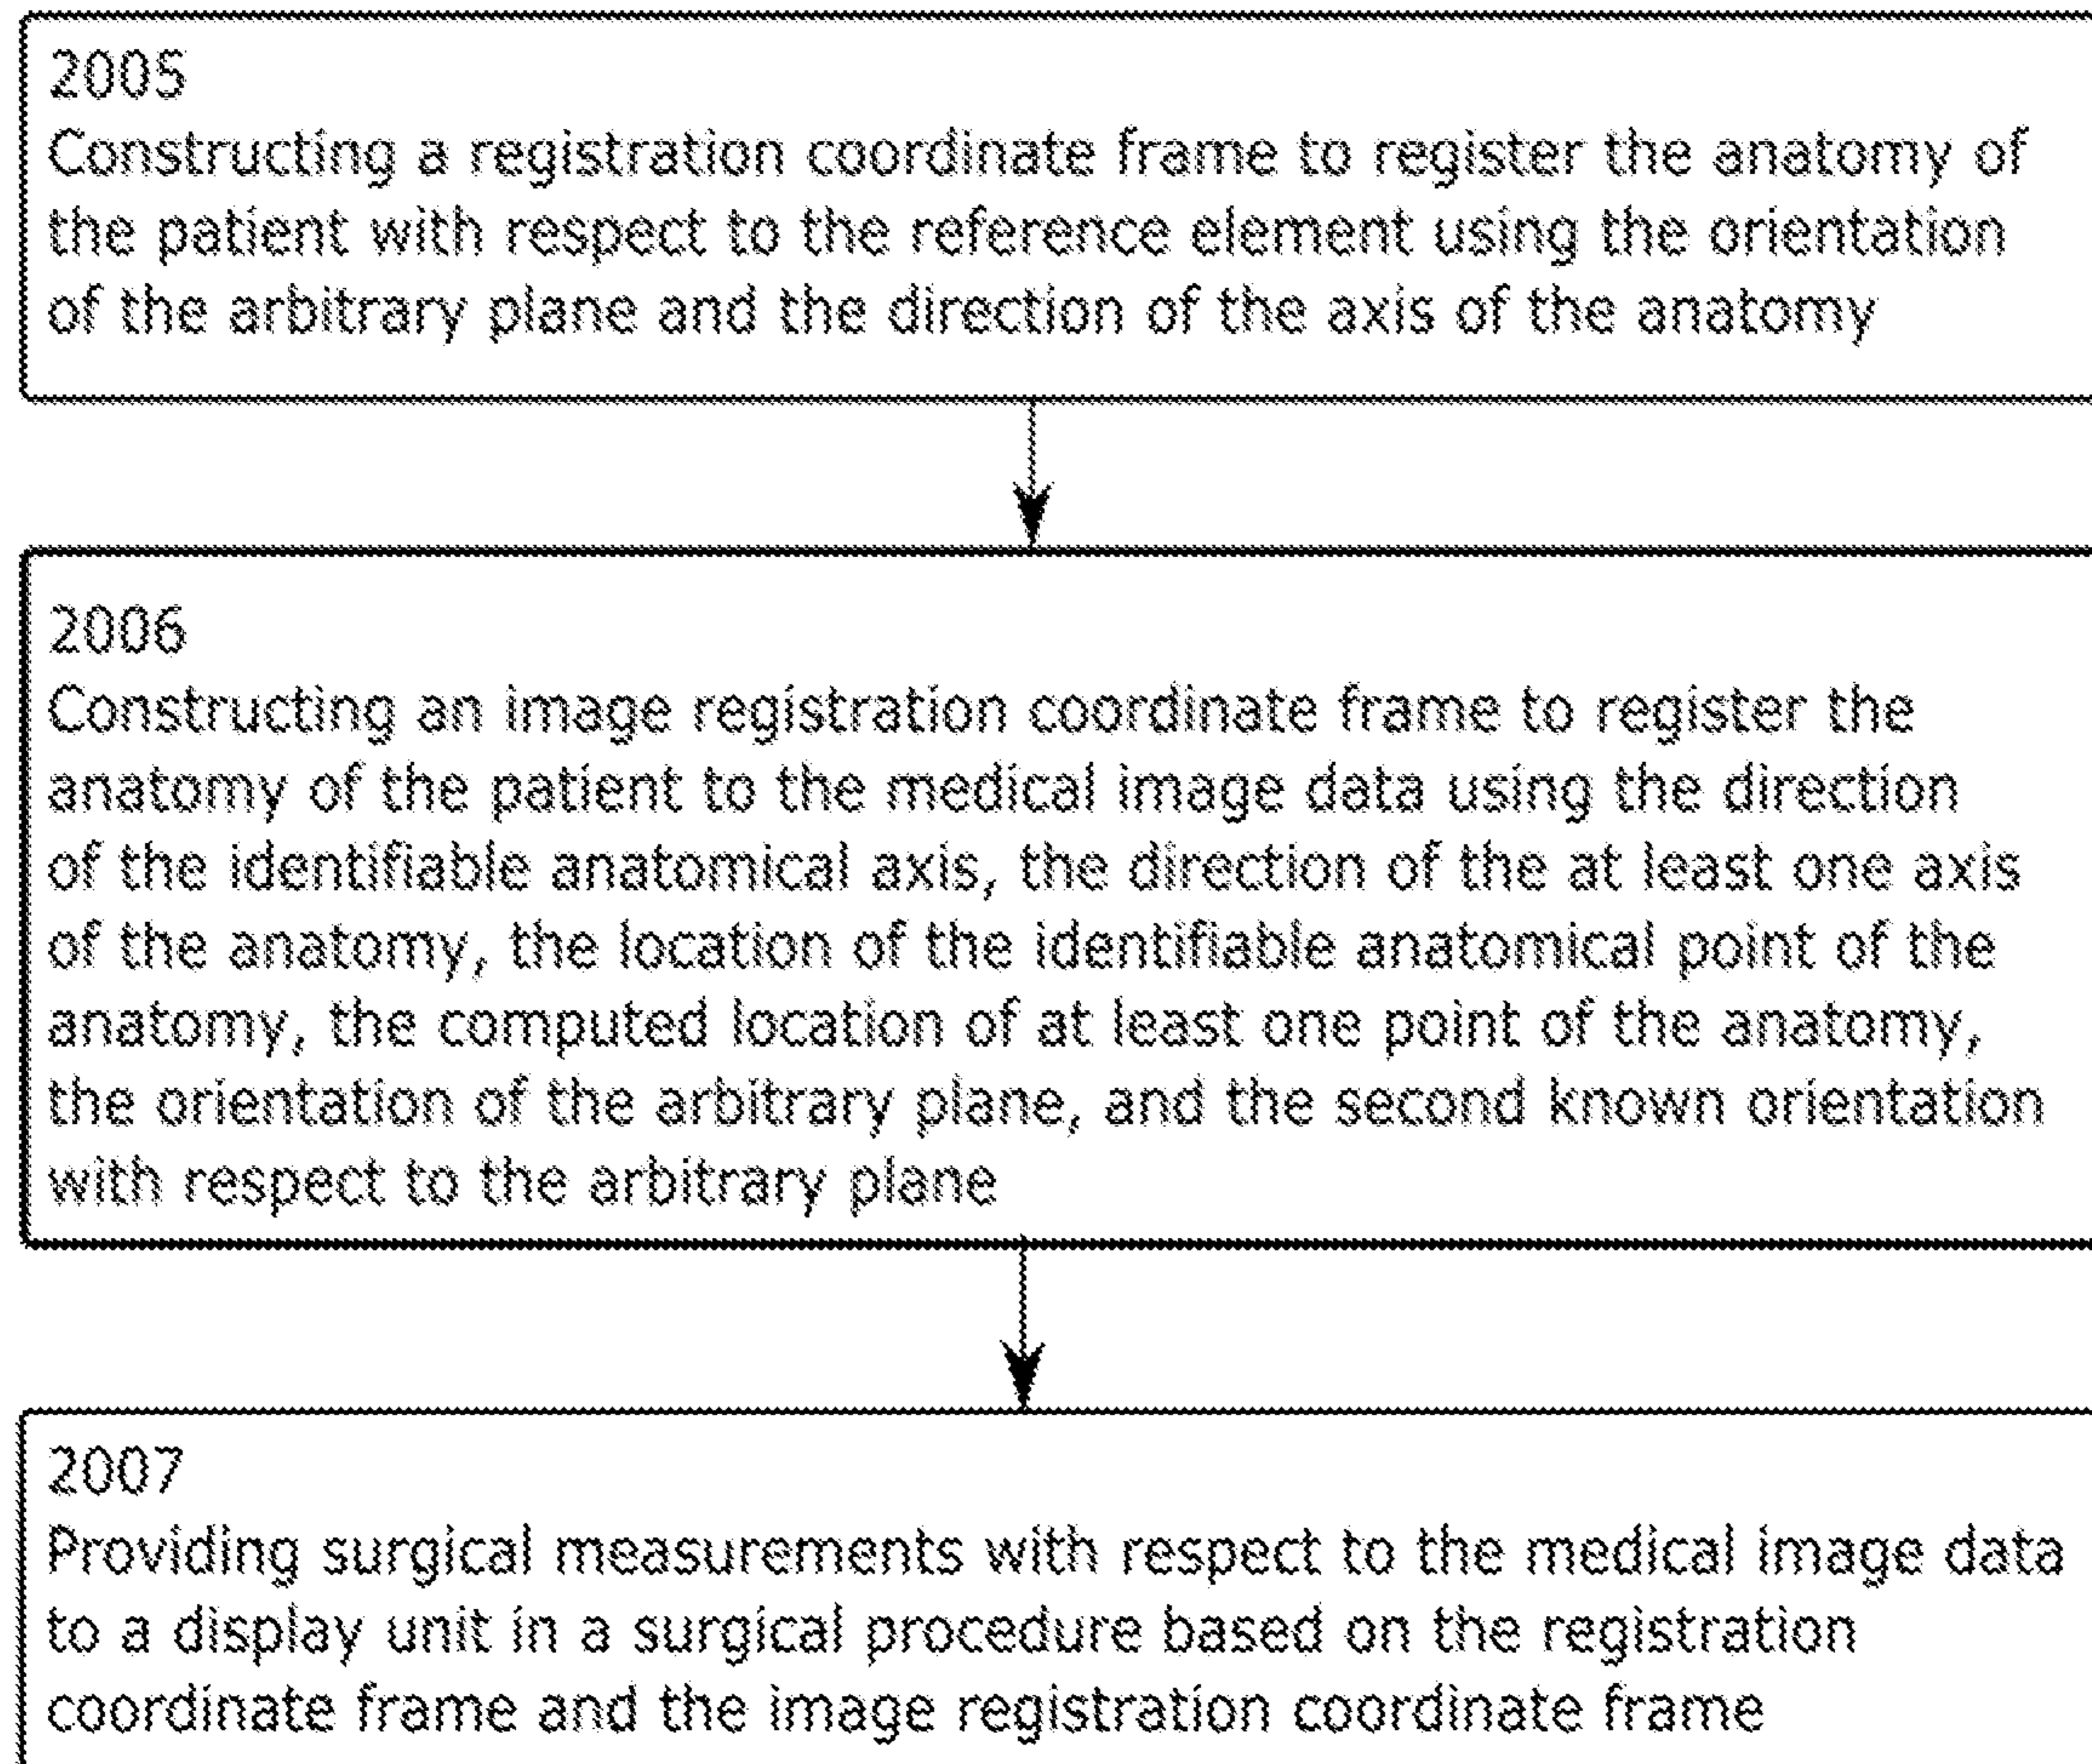 2005
Constructing a registration coordinate frame to register the anatomy of
the patient with respect to the reference element using the orientation
of the arbitrary plane and the direction of the axis of the anatomy
2006
Constructing an image registration coordinate frame to register the
anatomy of the patient to the medical image data using the direction
of the identifiable anatomical axis, the direction of the at least one axis
of the anatomy, the location of the identifiable anatomical point of the
anatomy, the computed location of at least one point of the anatomy,
the orientation of the arbitrary plane, and the second known orientation
with respect to the arbitrary plane
2007
Providing surgical measurements with respect to the medical image data
to a display unit in a surgical procedure based on the registration
coordinate frame and the image registration coordinate frame